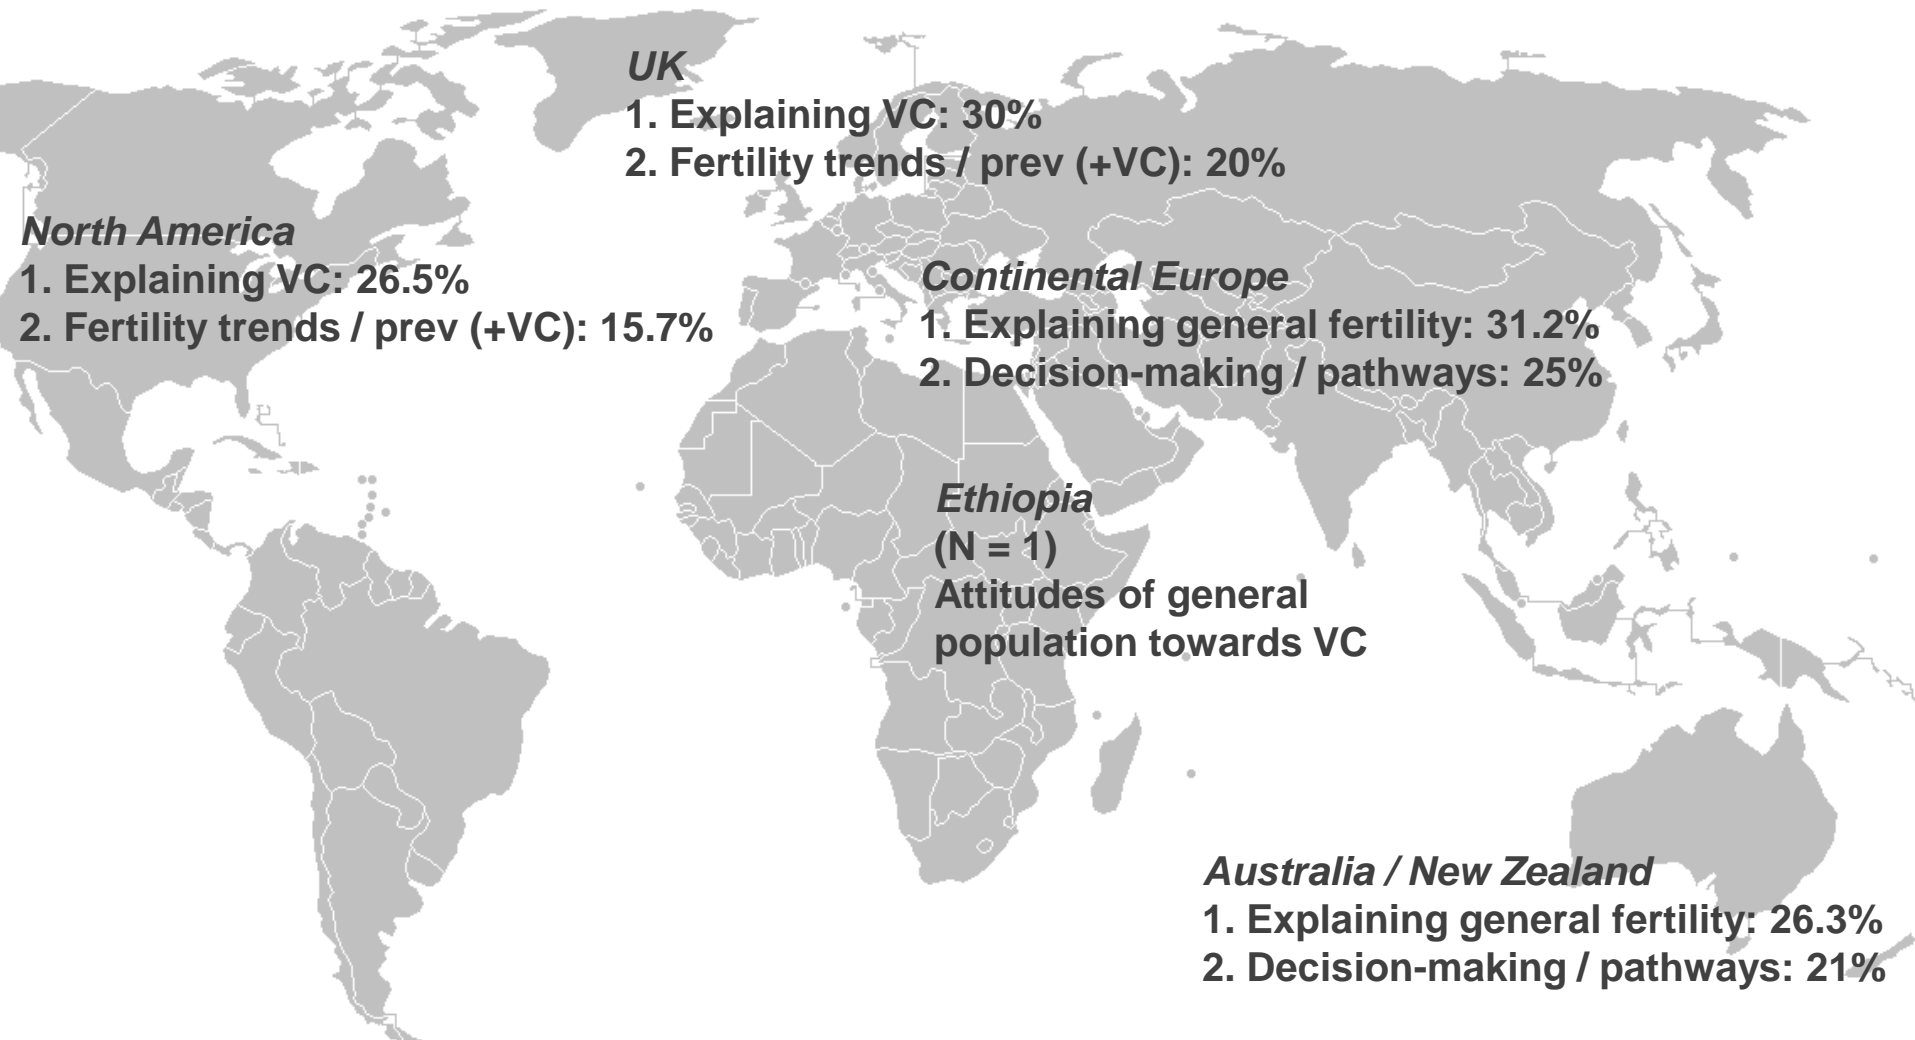 UK
1. Explaining VC: 30%
2. Fertility trends / prev (+VC): 20%
North America
1. Explaining VC: 26.5%
2. Fertility trends / prev (+VC): 15.7%
Continental Europe
1. Explaining general fertility: 31.2%
2. Decision-making / pathways: 25%
Ethiopia
(N = 1)
Attitudes of general
population towards VC
Australia / New Zealand
1. Explaining general fertility: 26.3%
2. Decision-making / pathways: 21%